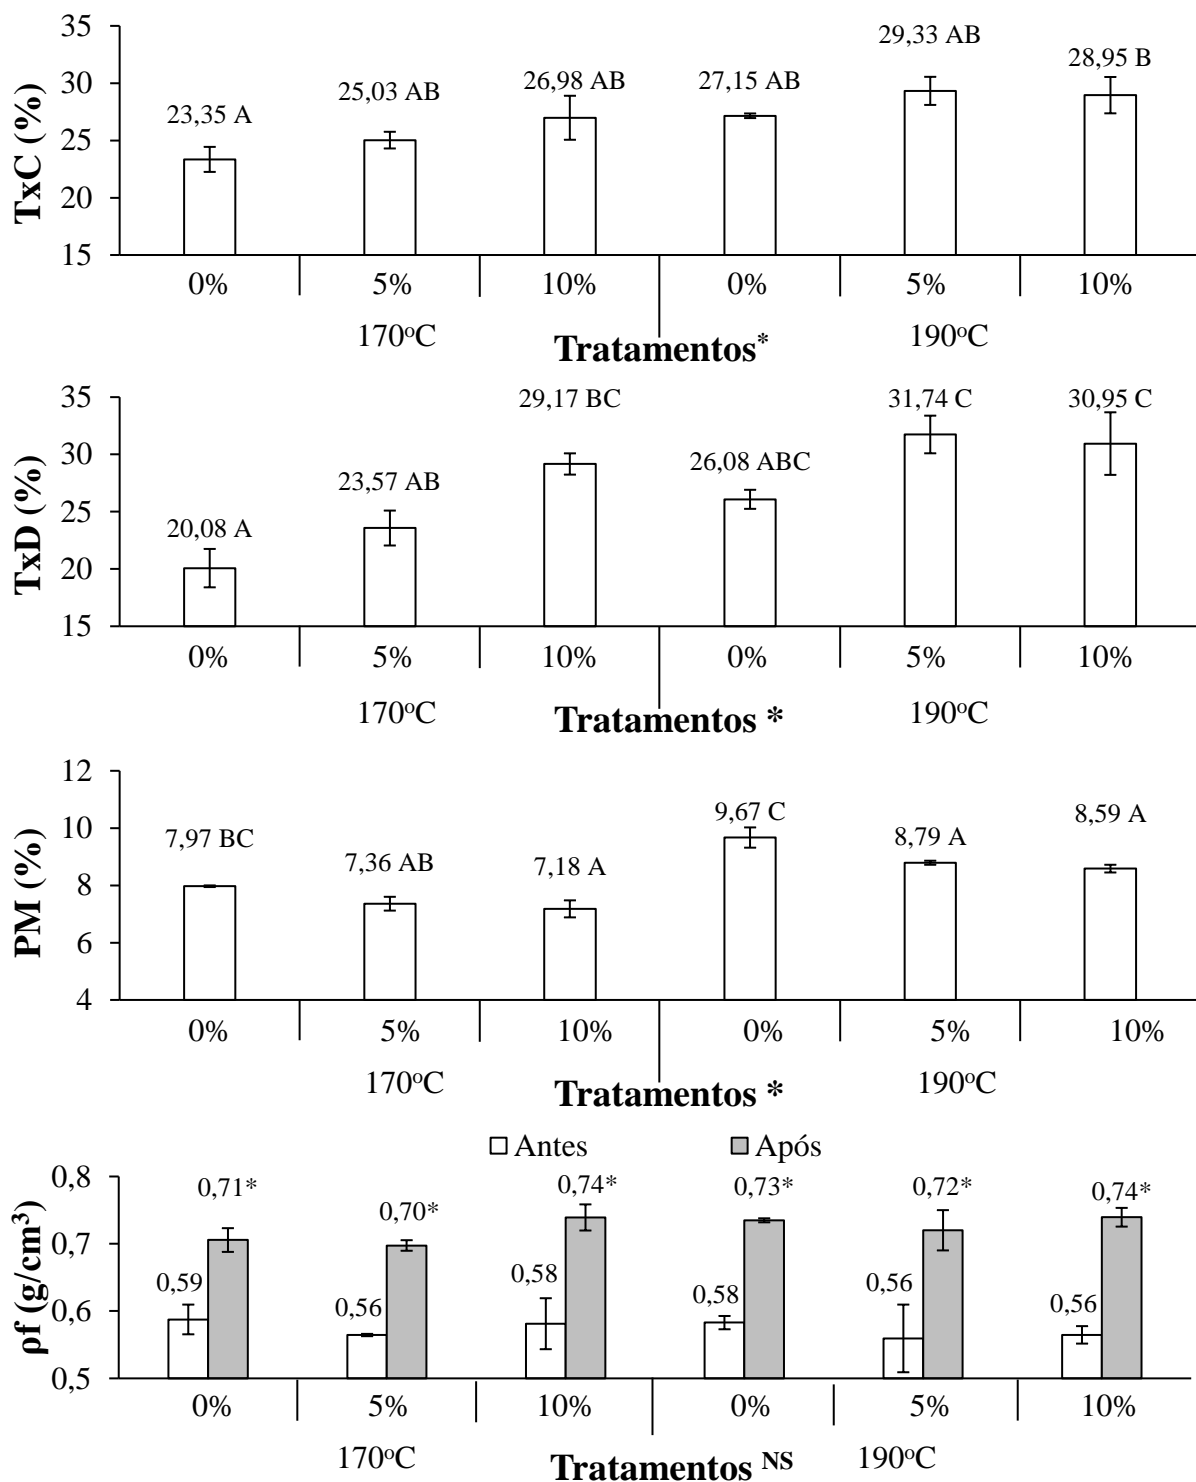 35
30
25
20
15
TxC (%)
23,35 A
25,03 AB
26,98 AB
27,15 AB
29,33 AB
28,95 B
0% 5% 10% 0% 5% 10%
170ºC 190ºC
Tratamentos*
35
30
25
20
15
TxD (%)
20,08 A
23,57 AB
29,17 BC
26,08 ABC
31,74 C
30,95 C
0% 5% 10% 0% 5% 10%
170ºC 190ºC
Tratamentos *
12
10
8
6
4
PM (%)
7,97 BC
7,36 AB
7,18 A
9,67 C
8,79 A
8,59 A
0% 5% 10% 0% 5% 10%
170ºC 190ºC
Tratamentos *
Antes Após
0,8
0,7
0,6
0,5
ρf (g/cm³)
0,59
0,71*
0,56
0,70*
0,58
0,74*
0,58
0,73*
0,56
0,72*
0,56
0,74*
0% 5% 10% 0% 5% 10%
170ºC 190ºC
Tratamentos NS